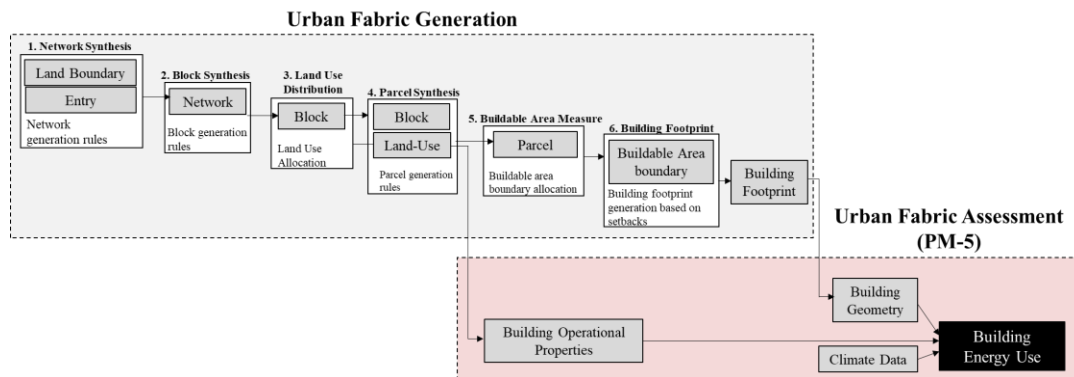 Urban Fabric Generation
1. Network Synthesis
Land Boundary
Entry
Network
generation rules
2. Block Synthesis
Network
Block generation
rules
3. Land Use
Distribution
Block
Land Use
Allocation
4. Parcel Synthesis
Block
Land-Use
Parcel generation
rules
5. Buildable Area Measure
Parcel
Buildable area
boundary allocation
6. Building Footprint
Buildable Area
boundary
Building footprint
generation based on
setbacks
Building
Footprint
Urban Fabric Assessment
(PM-5)
Building
Geometry
Building Operational
Properties
Climate Data
Building
Energy Use